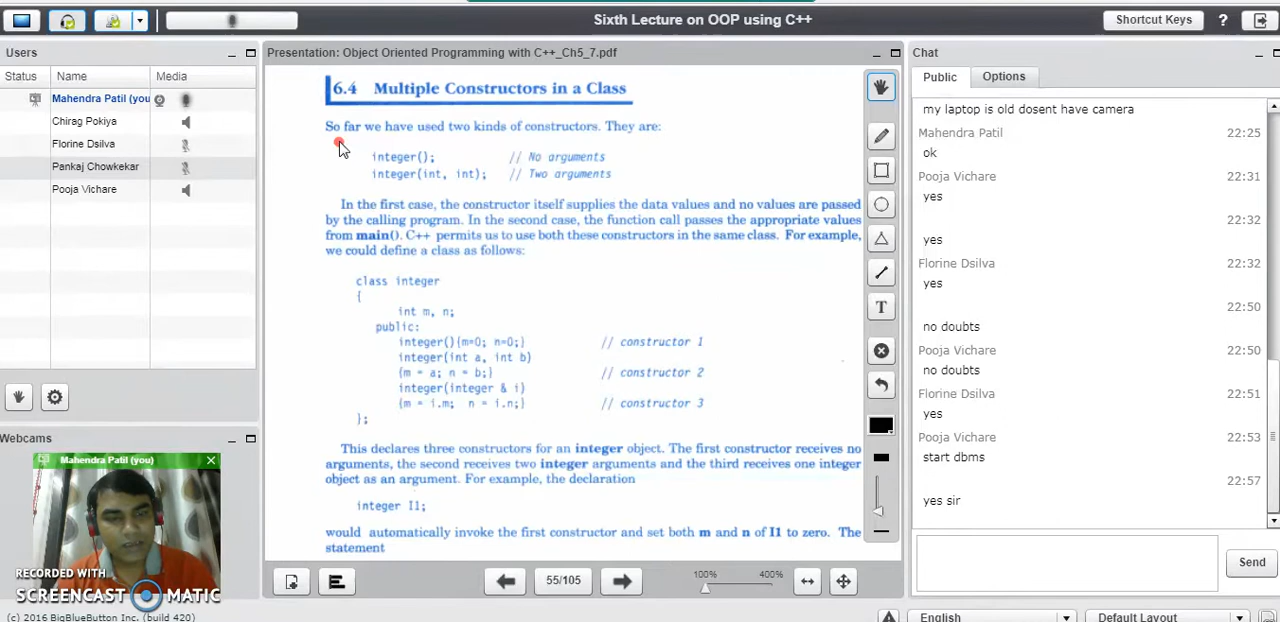 Sixth Lecture on OOP using C++
Shortcut Keys
?
Users
Status Name Media
Mahendra Patil (you
Chirag Pokiya
Florine Dsilva
Pankaj Chowkekar
Pooja Vichare
Webcams
Mahendra Patil (you)
RECORDED WITH
SCREENCAST MATIC
(c) 2016 BigBlueButton Inc. (build 420)
Presentation: Object Oriented Programming with C++_Ch5_7.pdf
6.4 Multiple Constructors in a Class
So far we have used two kinds of constructors. They are:
integer(); // No arguments
integer(int, int); // Two arguments
In the first case, the constructor itself supplies the data values and no values are passed
by the calling program. In the second case, the function call passes the appropriate values
from main(). C++ permits us to use both these constructors in the same class. For example,
we could define a class as follows:
class integer
{
int m, n;
public:
integer(){m=0; n=0;} // constructor 1
integer(int a, int b)
{m = a; n = b;} // constructor 2
integer(integer & i)
{m = i.m; n = i.n;} // constructor 3
};
This declares three constructors for an integer object. The first constructor receives no
arguments, the second receives two integer arguments and the third receives one integer
object as an argument. For example, the declaration
integer I1;
would automatically invoke the first constructor and set both m and n of I1 to zero. The
statement
T
55/105
100% 400%
Chat
Public Options
my laptop is old dosent have camera
Mahendra Patil 22:25
ok
Pooja Vichare 22:31
yes
22:32
yes
Florine Dsilva 22:32
yes
22:50
no doubts
Pooja Vichare 22:50
no doubts
Florine Dsilva 22:51
yes
Pooja Vichare 22:53
start dbms
22:57
yes sir
Send
English
Default Layout